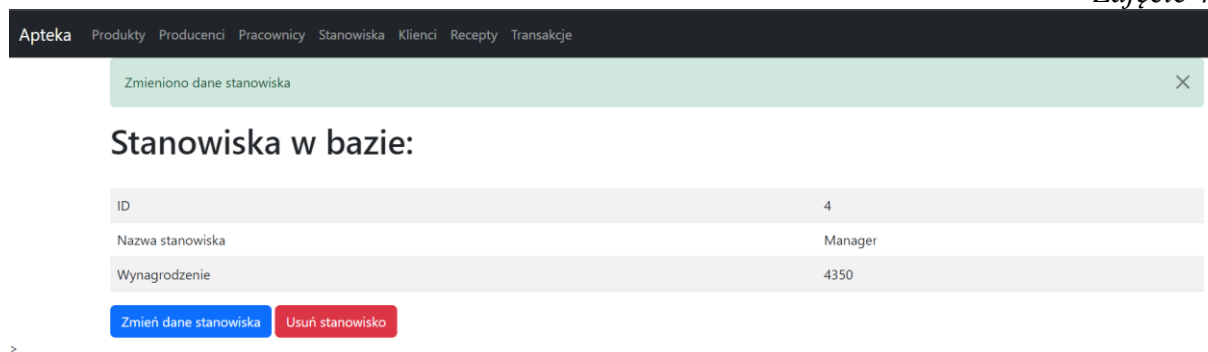 Apteka Produkty Producenci Pracownicy Stanowiska Klienci Recepty Transakcje
Zmieniono dane stanowiska
Stanowiska w bazie:
ID 4
Nazwa stanowiska Manager
Wynagrodzenie 4350
Zmień dane stanowiska Usuń stanowisko
>